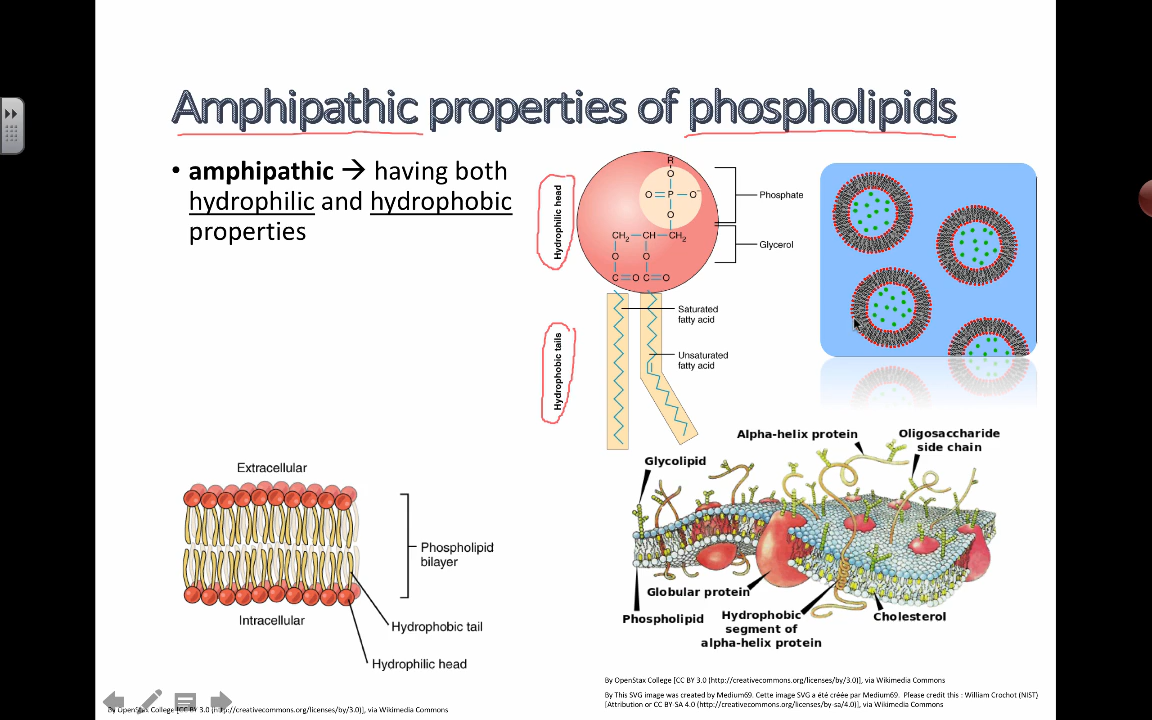 Amphipathic properties of phospholipids
• amphipathic → having both
hydrophilic and hydrophobic
properties
Hydrophilic head
R
O
O=P—O⁻
O
CH₂—CH—CH₂
O O
C=O C=O
Phosphate
Glycerol
Saturated
fatty acid
Unsaturated
fatty acid
Hydrophobic tails
Extracellular
Phospholipid
bilayer
Intracellular
Hydrophobic tail
Hydrophilic head
Alpha-helix protein
Oligosaccharide
side chain
Glycolipid
Globular protein
Phospholipid
Hydrophobic
segment of
alpha-helix protein
Cholesterol
By OpenStax College [CC BY 3.0 (http://creativecommons.org/licenses/by/3.0)], via Wikimedia Commons
By This SVG image was created by Medium69. Cette image SVG a été créée par Medium69. Please credit this : William Crochot (NIST)
[Attribution or CC BY-SA 4.0 (http://creativecommons.org/licenses/by-sa/4.0)], via Wikimedia Commons
By OpenStax College [CC BY 3.0 (http://creativecommons.org/licenses/by/3.0)], via Wikimedia Commons